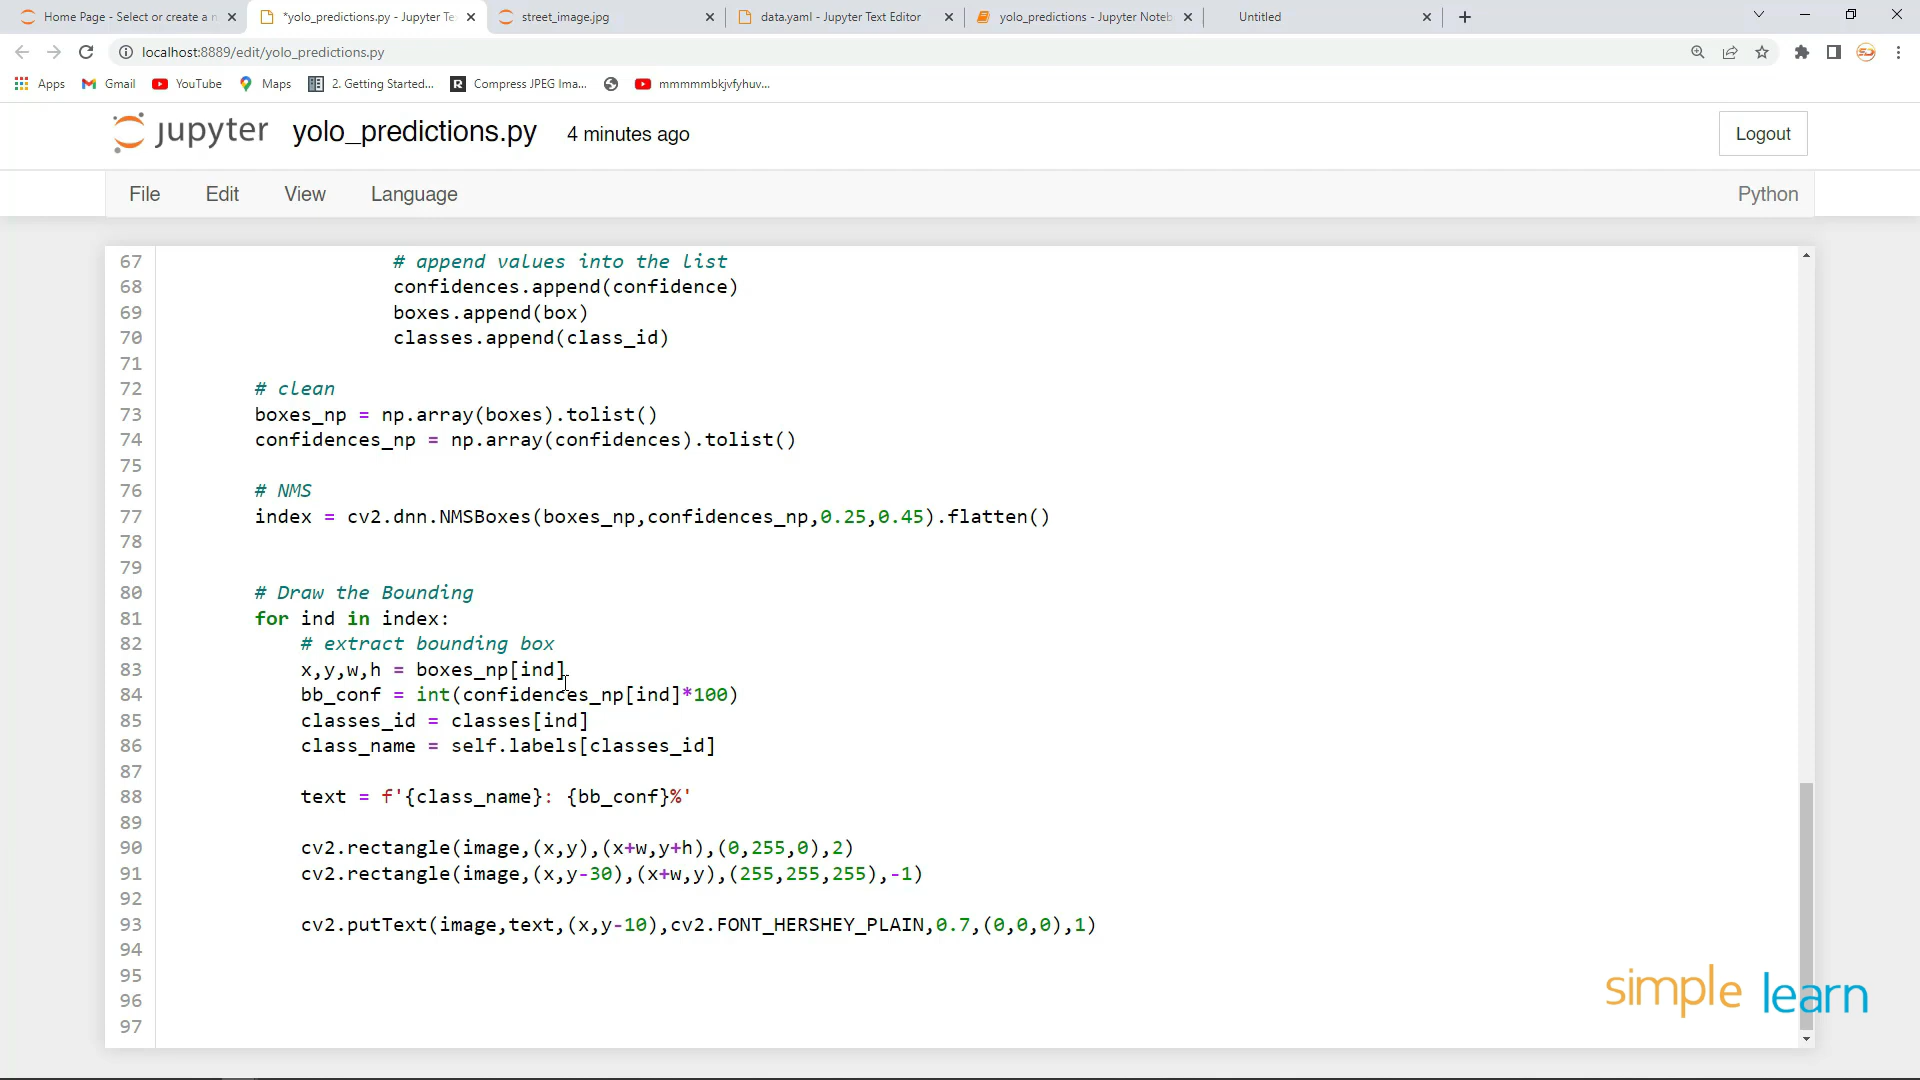 Home Page - Select or create a n
*yolo_predictions.py - Jupyter Te
street_image.jpg
data.yaml - Jupyter Text Editor
yolo_predictions - Jupyter Noteb
Untitled
localhost:8889/edit/yolo_predictions.py
Apps
Gmail
YouTube
Maps
2. Getting Started...
R
Compress JPEG Ima...
mmmmmbkjvfyhuv...
jupyter
yolo_predictions.py
4 minutes ago
Logout
File
Edit
View
Language
Python
67 # append values into the list
68 confidences.append(confidence)
69 boxes.append(box)
70 classes.append(class_id)
71
72 # clean
73 boxes_np = np.array(boxes).tolist()
74 confidences_np = np.array(confidences).tolist()
75
76 # NMS
77 index = cv2.dnn.NMSBoxes(boxes_np,confidences_np,0.25,0.45).flatten()
78
79
80 # Draw the Bounding
81 for ind in index:
82 # extract bounding box
83 x,y,w,h = boxes_np[ind]
84 bb_conf = int(confidences_np[ind]*100)
85 classes_id = classes[ind]
86 class_name = self.labels[classes_id]
87
88 text = f'{class_name}: {bb_conf}%'
89
90 cv2.rectangle(image,(x,y),(x+w,y+h),(0,255,0),2)
91 cv2.rectangle(image,(x,y-30),(x+w,y),(255,255,255),-1)
92
93 cv2.putText(image,text,(x,y-10),cv2.FONT_HERSHEY_PLAIN,0.7,(0,0,0),1)
94
95
96
97
simplelearn